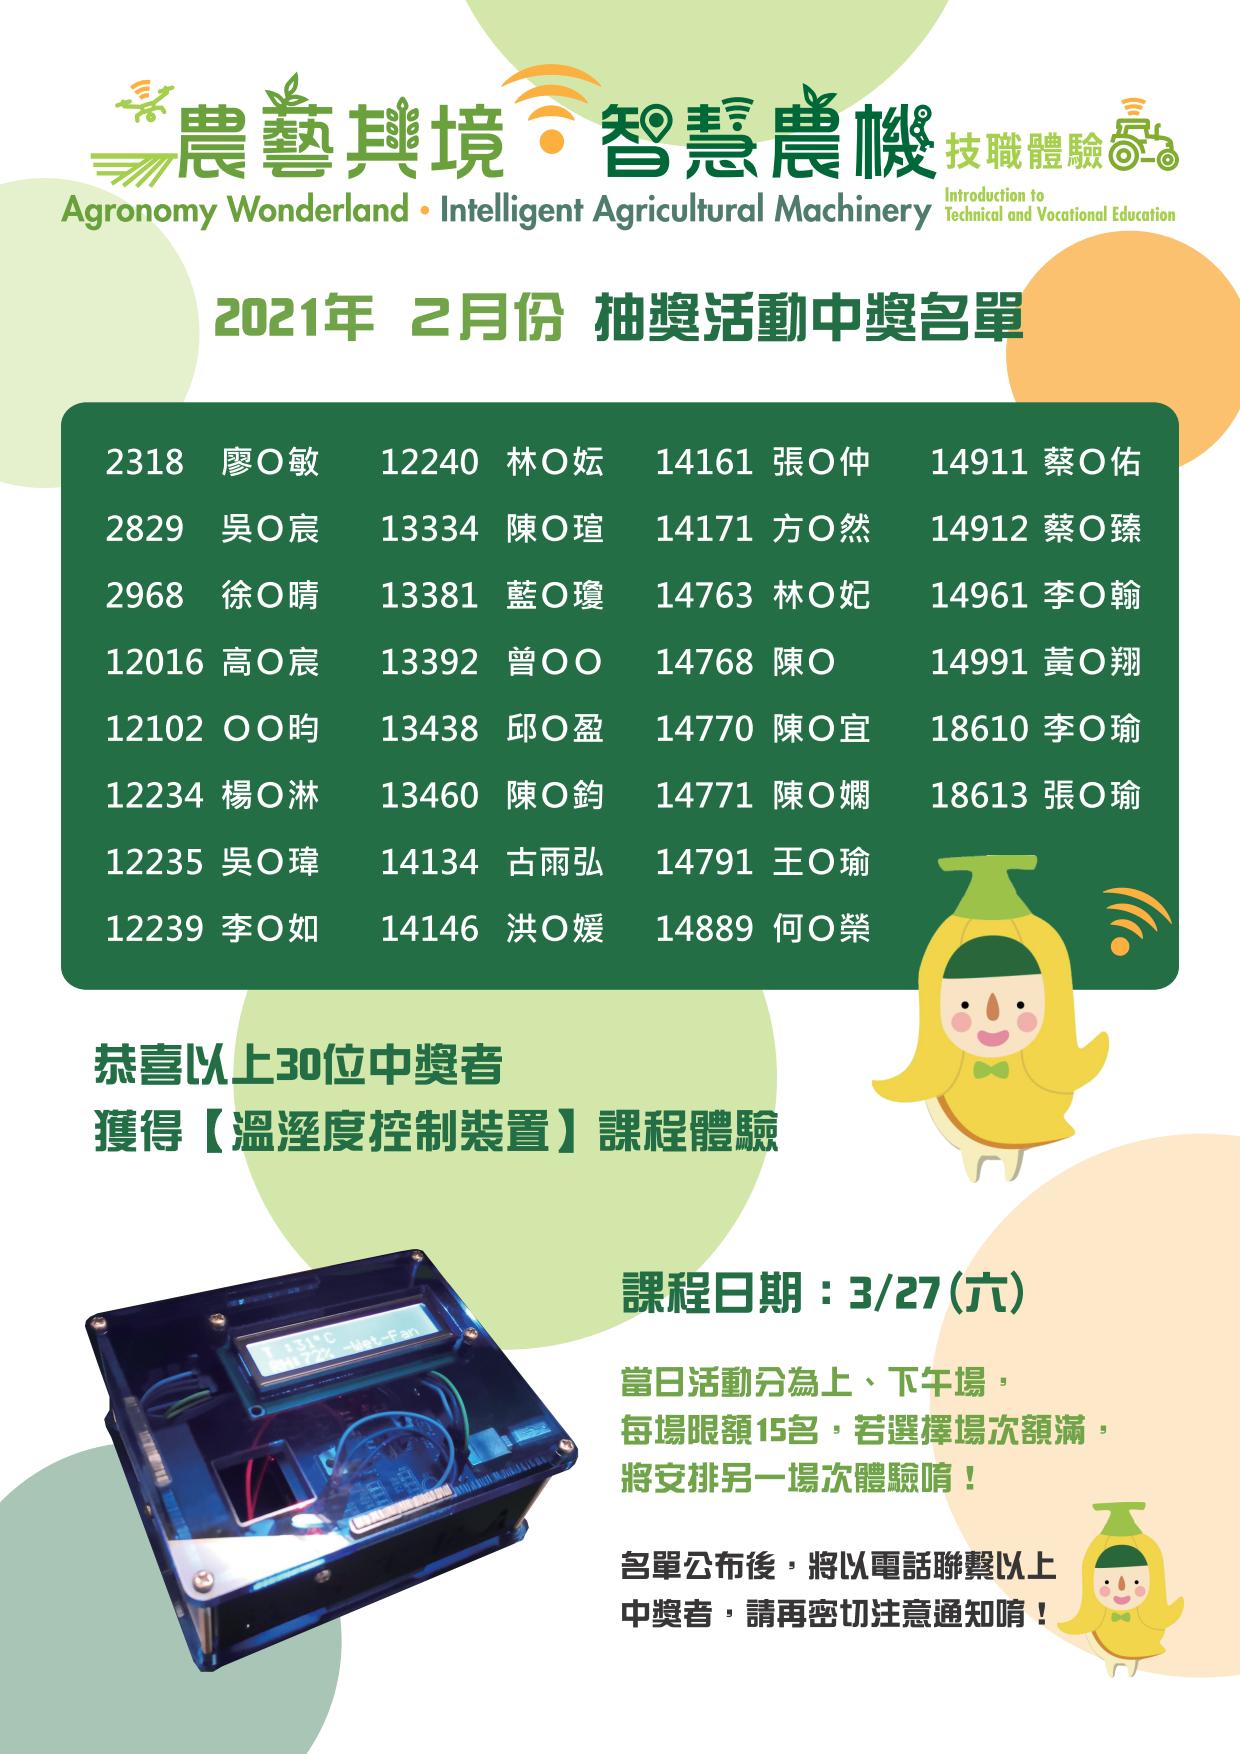 農藝其境 智慧農機 技職體驗
Agronomy Wonderland • Intelligent Agricultural Machinery
Introduction to
Technical and Vocational Education
2021年 2月份 抽獎活動中獎名單
2318 廖O敏 12240 林O妘 14161 張O仲 14911 蔡O佑
2829 吳O宸 13334 陳O瑄 14171 方O然 14912 蔡O臻
2968 徐O晴 13381 藍O瓊 14763 林O妃 14961 李O翰
12016 高O宸 13392 曾OO 14768 陳O 14991 黃O翔
12102 OO昀 13438 邱O盈 14770 陳O宜 18610 李O瑜
12234 楊O淋 13460 陳O鈞 14771 陳O嫻 18613 張O瑜
12235 吳O瑋 14134 古雨弘 14791 王O瑜
12239 李O如 14146 洪O媛 14889 何O榮
恭喜以上30位中獎者
獲得【溫溼度控制裝置】課程體驗
T :31°C
RH:72% -Wet-Fan
課程日期：3/27(六)
當日活動分為上、下午場，
每場限額15名，若選擇場次額滿，
將安排另一場次體驗唷！
名單公布後，將以電話聯繫以上
中獎者，請再密切注意通知唷！